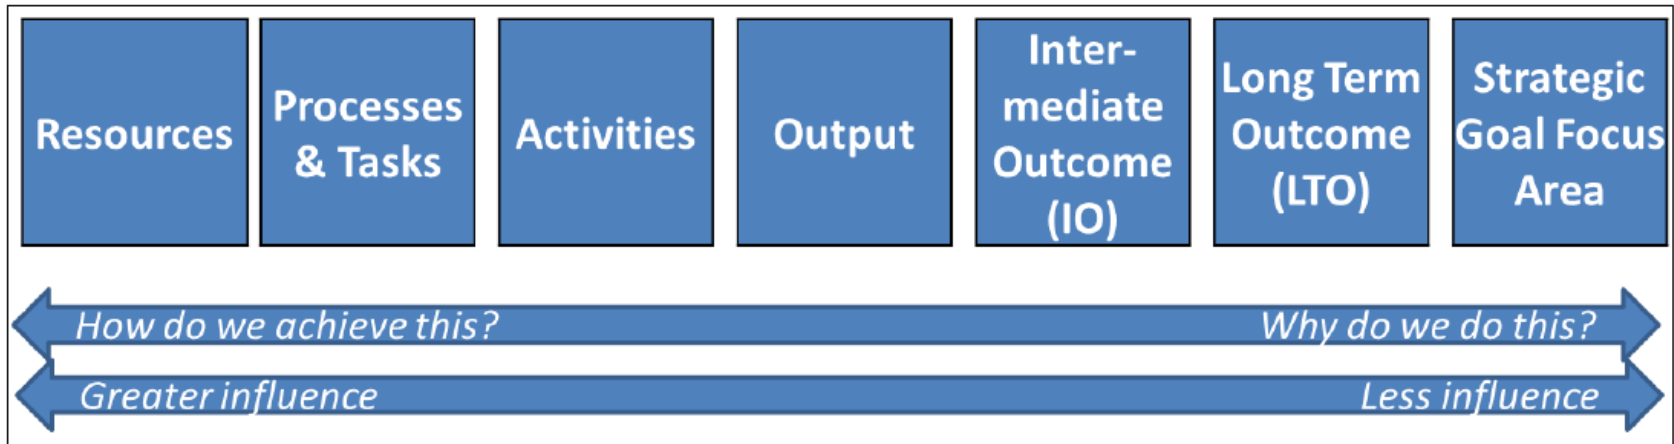 Resources
Processes
& Tasks
Activities
Output
Inter-
mediate
Outcome
(IO)
Long Term
Outcome
(LTO)
Strategic
Goal Focus
Area
How do we achieve this?
Why do we do this?
Greater influence
Less influence